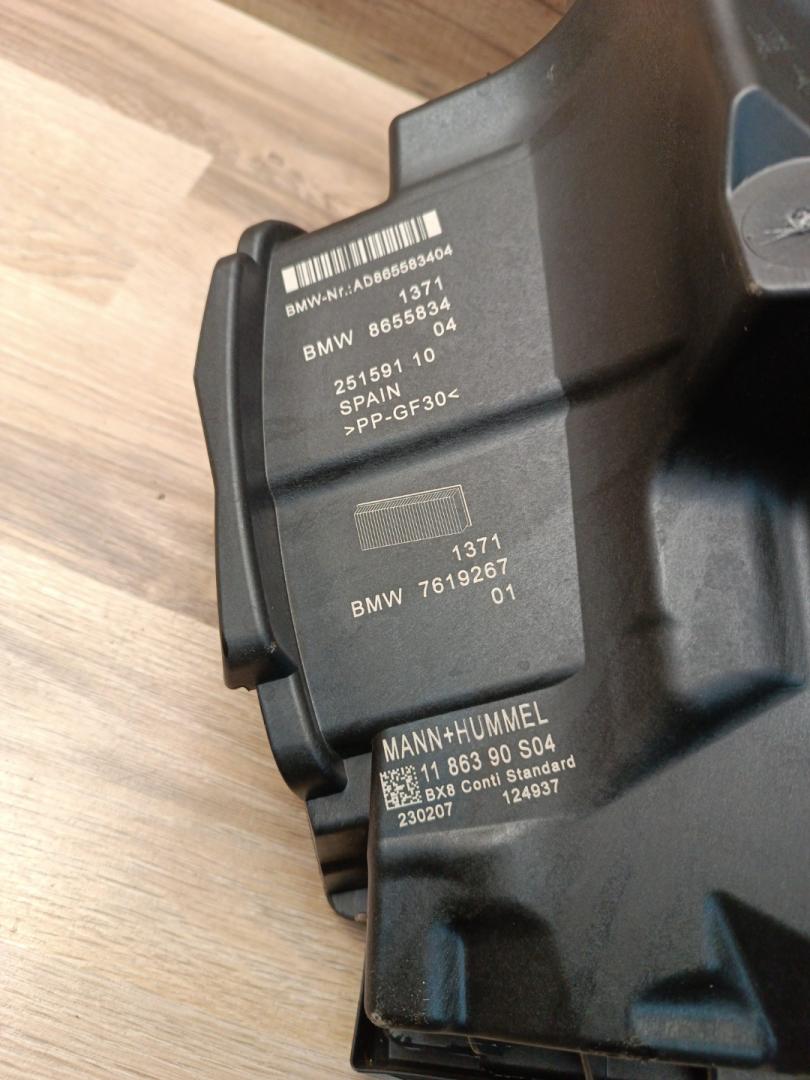 BMW-Nr.:AD865583404
1371
BMW 8655834
04
251591 10
SPAIN
>PP-GF30<
1371
BMW 7619267
01
MANN+HUMMEL
11 863 90 S04
BX8 Conti Standard
230207 124937